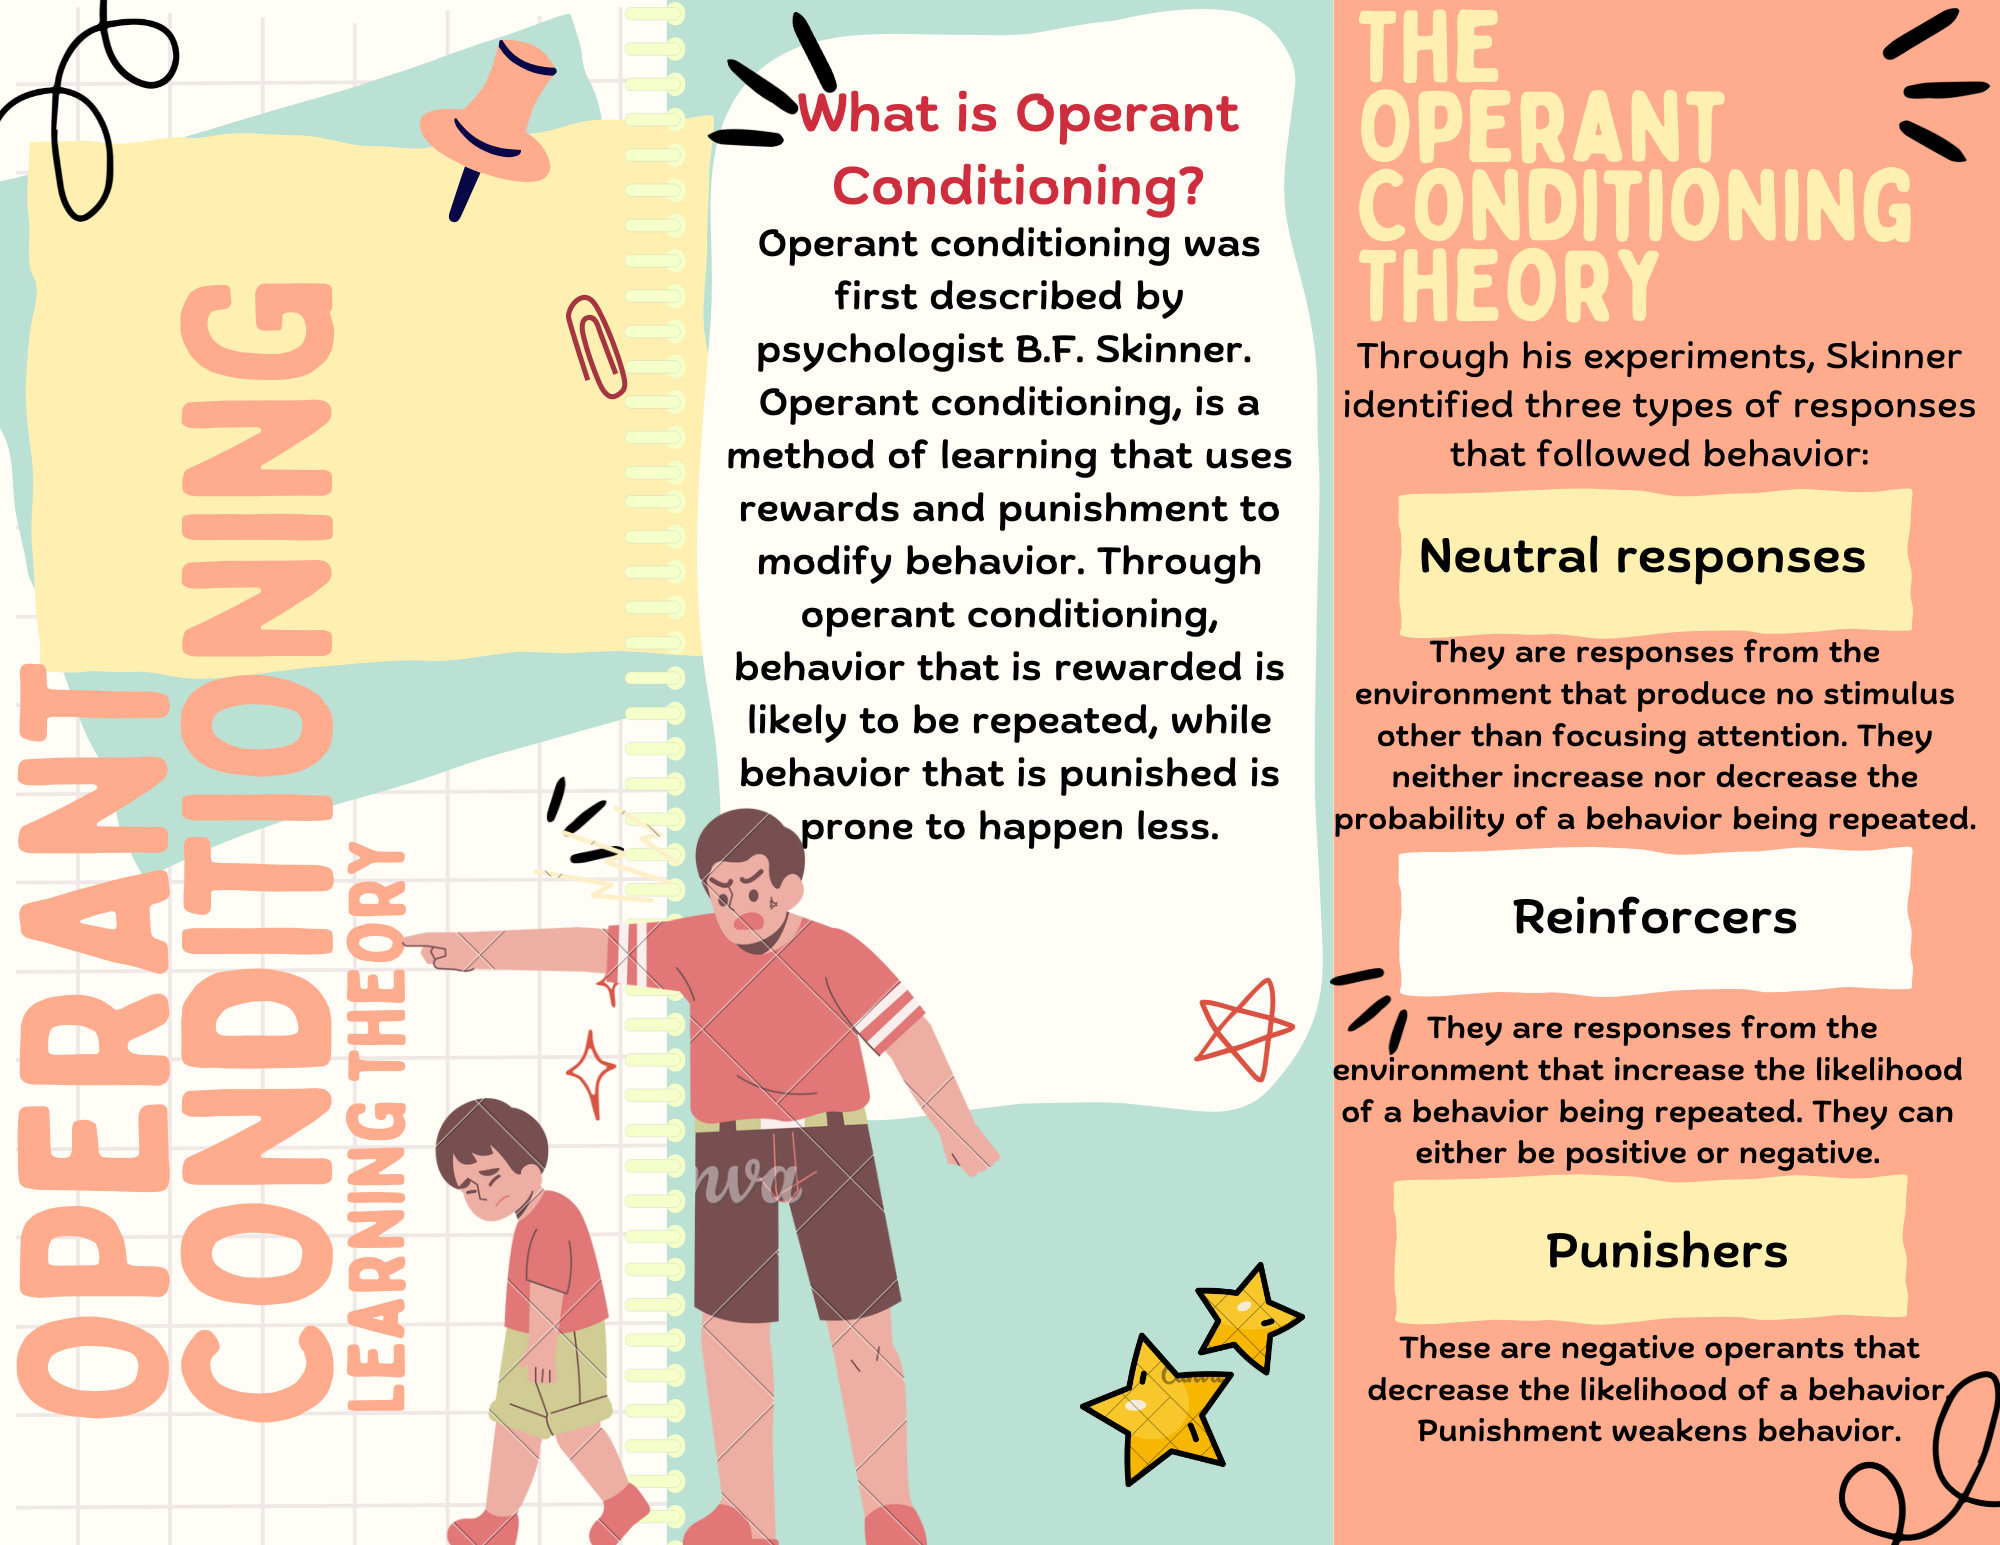 OPERANT
CONDITIONING
LEARNING THEORY
What is Operant
Conditioning?
Operant conditioning was
first described by
psychologist B.F. Skinner.
Operant conditioning, is a
method of learning that uses
rewards and punishment to
modify behavior. Through
operant conditioning,
behavior that is rewarded is
likely to be repeated, while
behavior that is punished is
prone to happen less.
nva
Canva
THE
OPERANT
CONDITIONING
THEORY
Through his experiments, Skinner
identified three types of responses
that followed behavior:
Neutral responses
They are responses from the
environment that produce no stimulus
other than focusing attention. They
neither increase nor decrease the
probability of a behavior being repeated.
Reinforcers
They are responses from the
environment that increase the likelihood
of a behavior being repeated. They can
either be positive or negative.
Punishers
These are negative operants that
decrease the likelihood of a behavior.
Punishment weakens behavior.